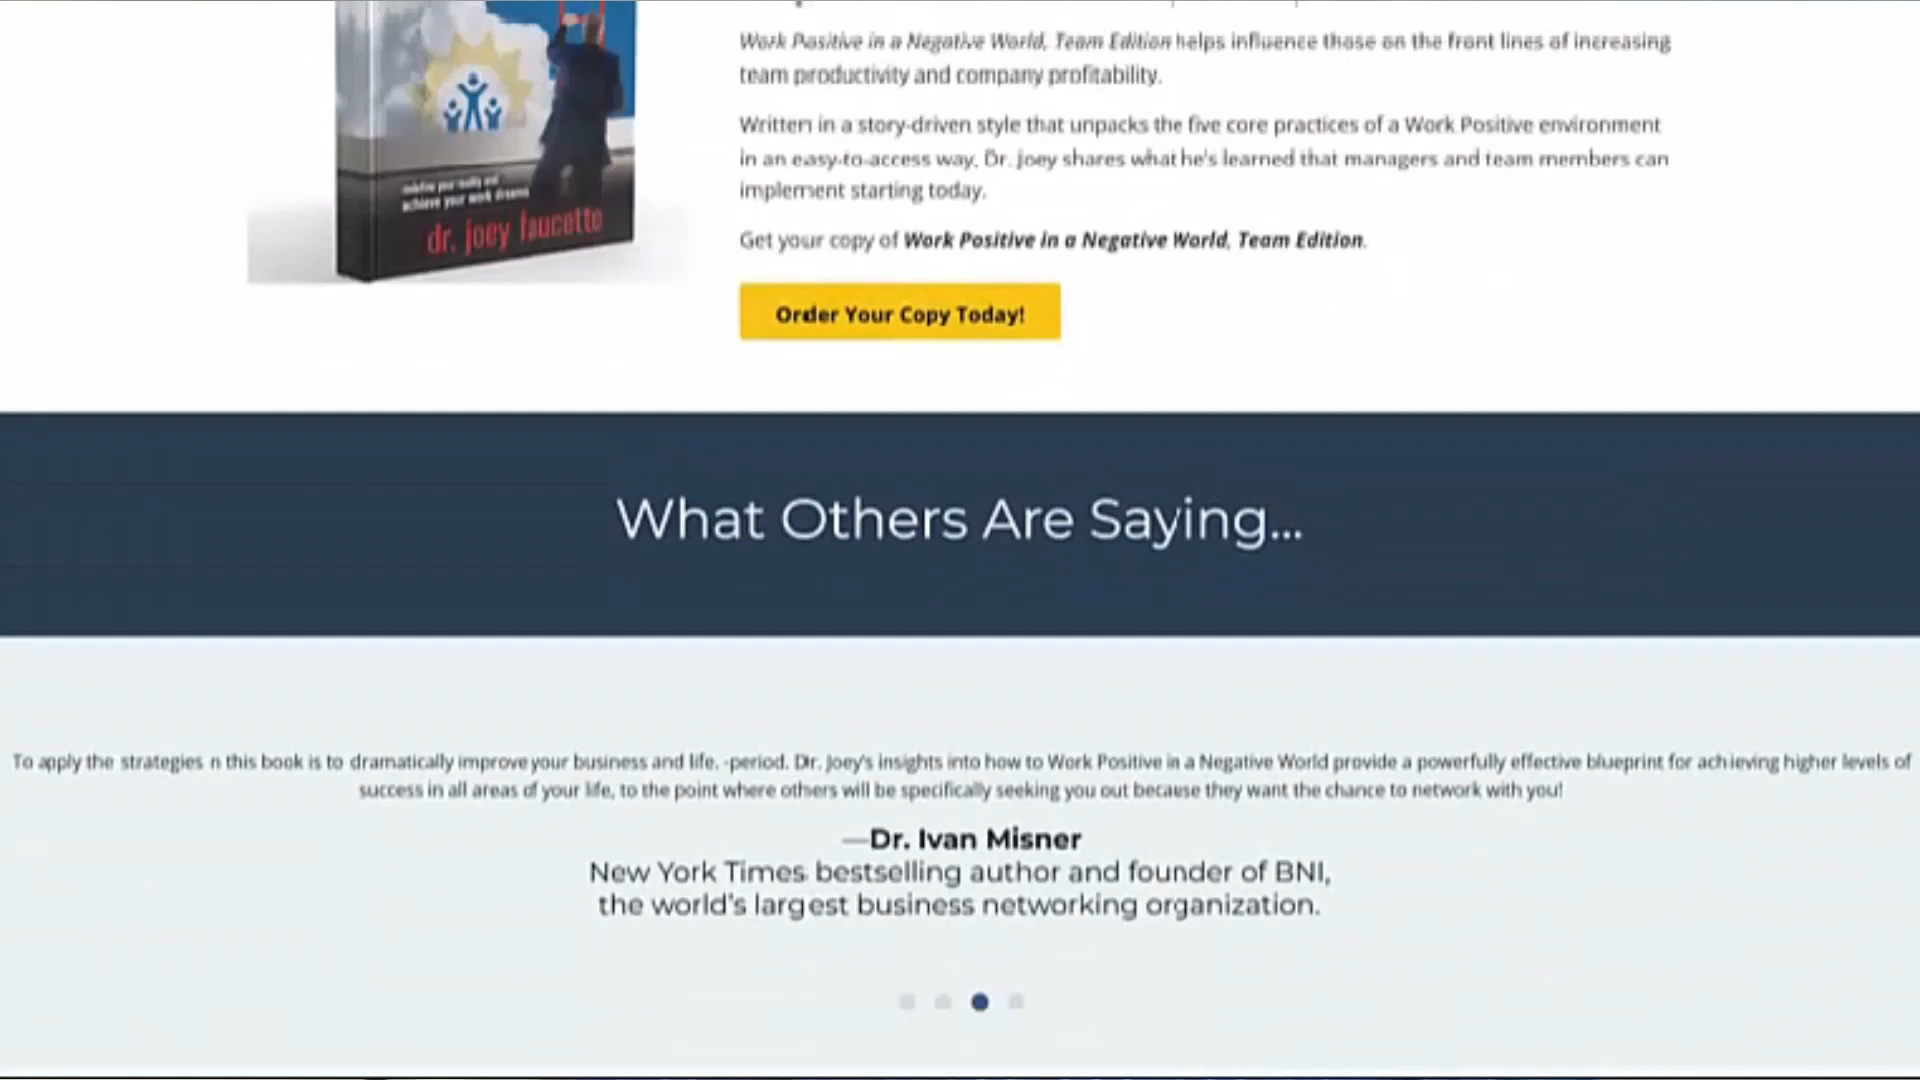 Work Positive in a Negative World, Team Edition helps influence those on the front lines of increasing
team productivity and company profitability.
Written in a story-driven style that unpacks the five core practices of a Work Positive environment
in an easy-to-access way, Dr. Joey shares what he's learned that managers and team members can
implement starting today.
redefine your reality and
achieve your work dreams
dr. joey faucette
Get your copy of Work Positive in a Negative World, Team Edition.
Order Your Copy Today!
What Others Are Saying...
To apply the strategies n this book is to dramatically improve your business and life, -period. Dr. Joey's insights into how to Work Positive in a Negative World provide a powerfully effective blueprint for achieving higher levels of
success in all areas of your life, to the point where others will be specifically seeking you out because they want the chance to network with you!
—Dr. Ivan Misner
New York Times bestselling author and founder of BNI,
the world's largest business networking organization.